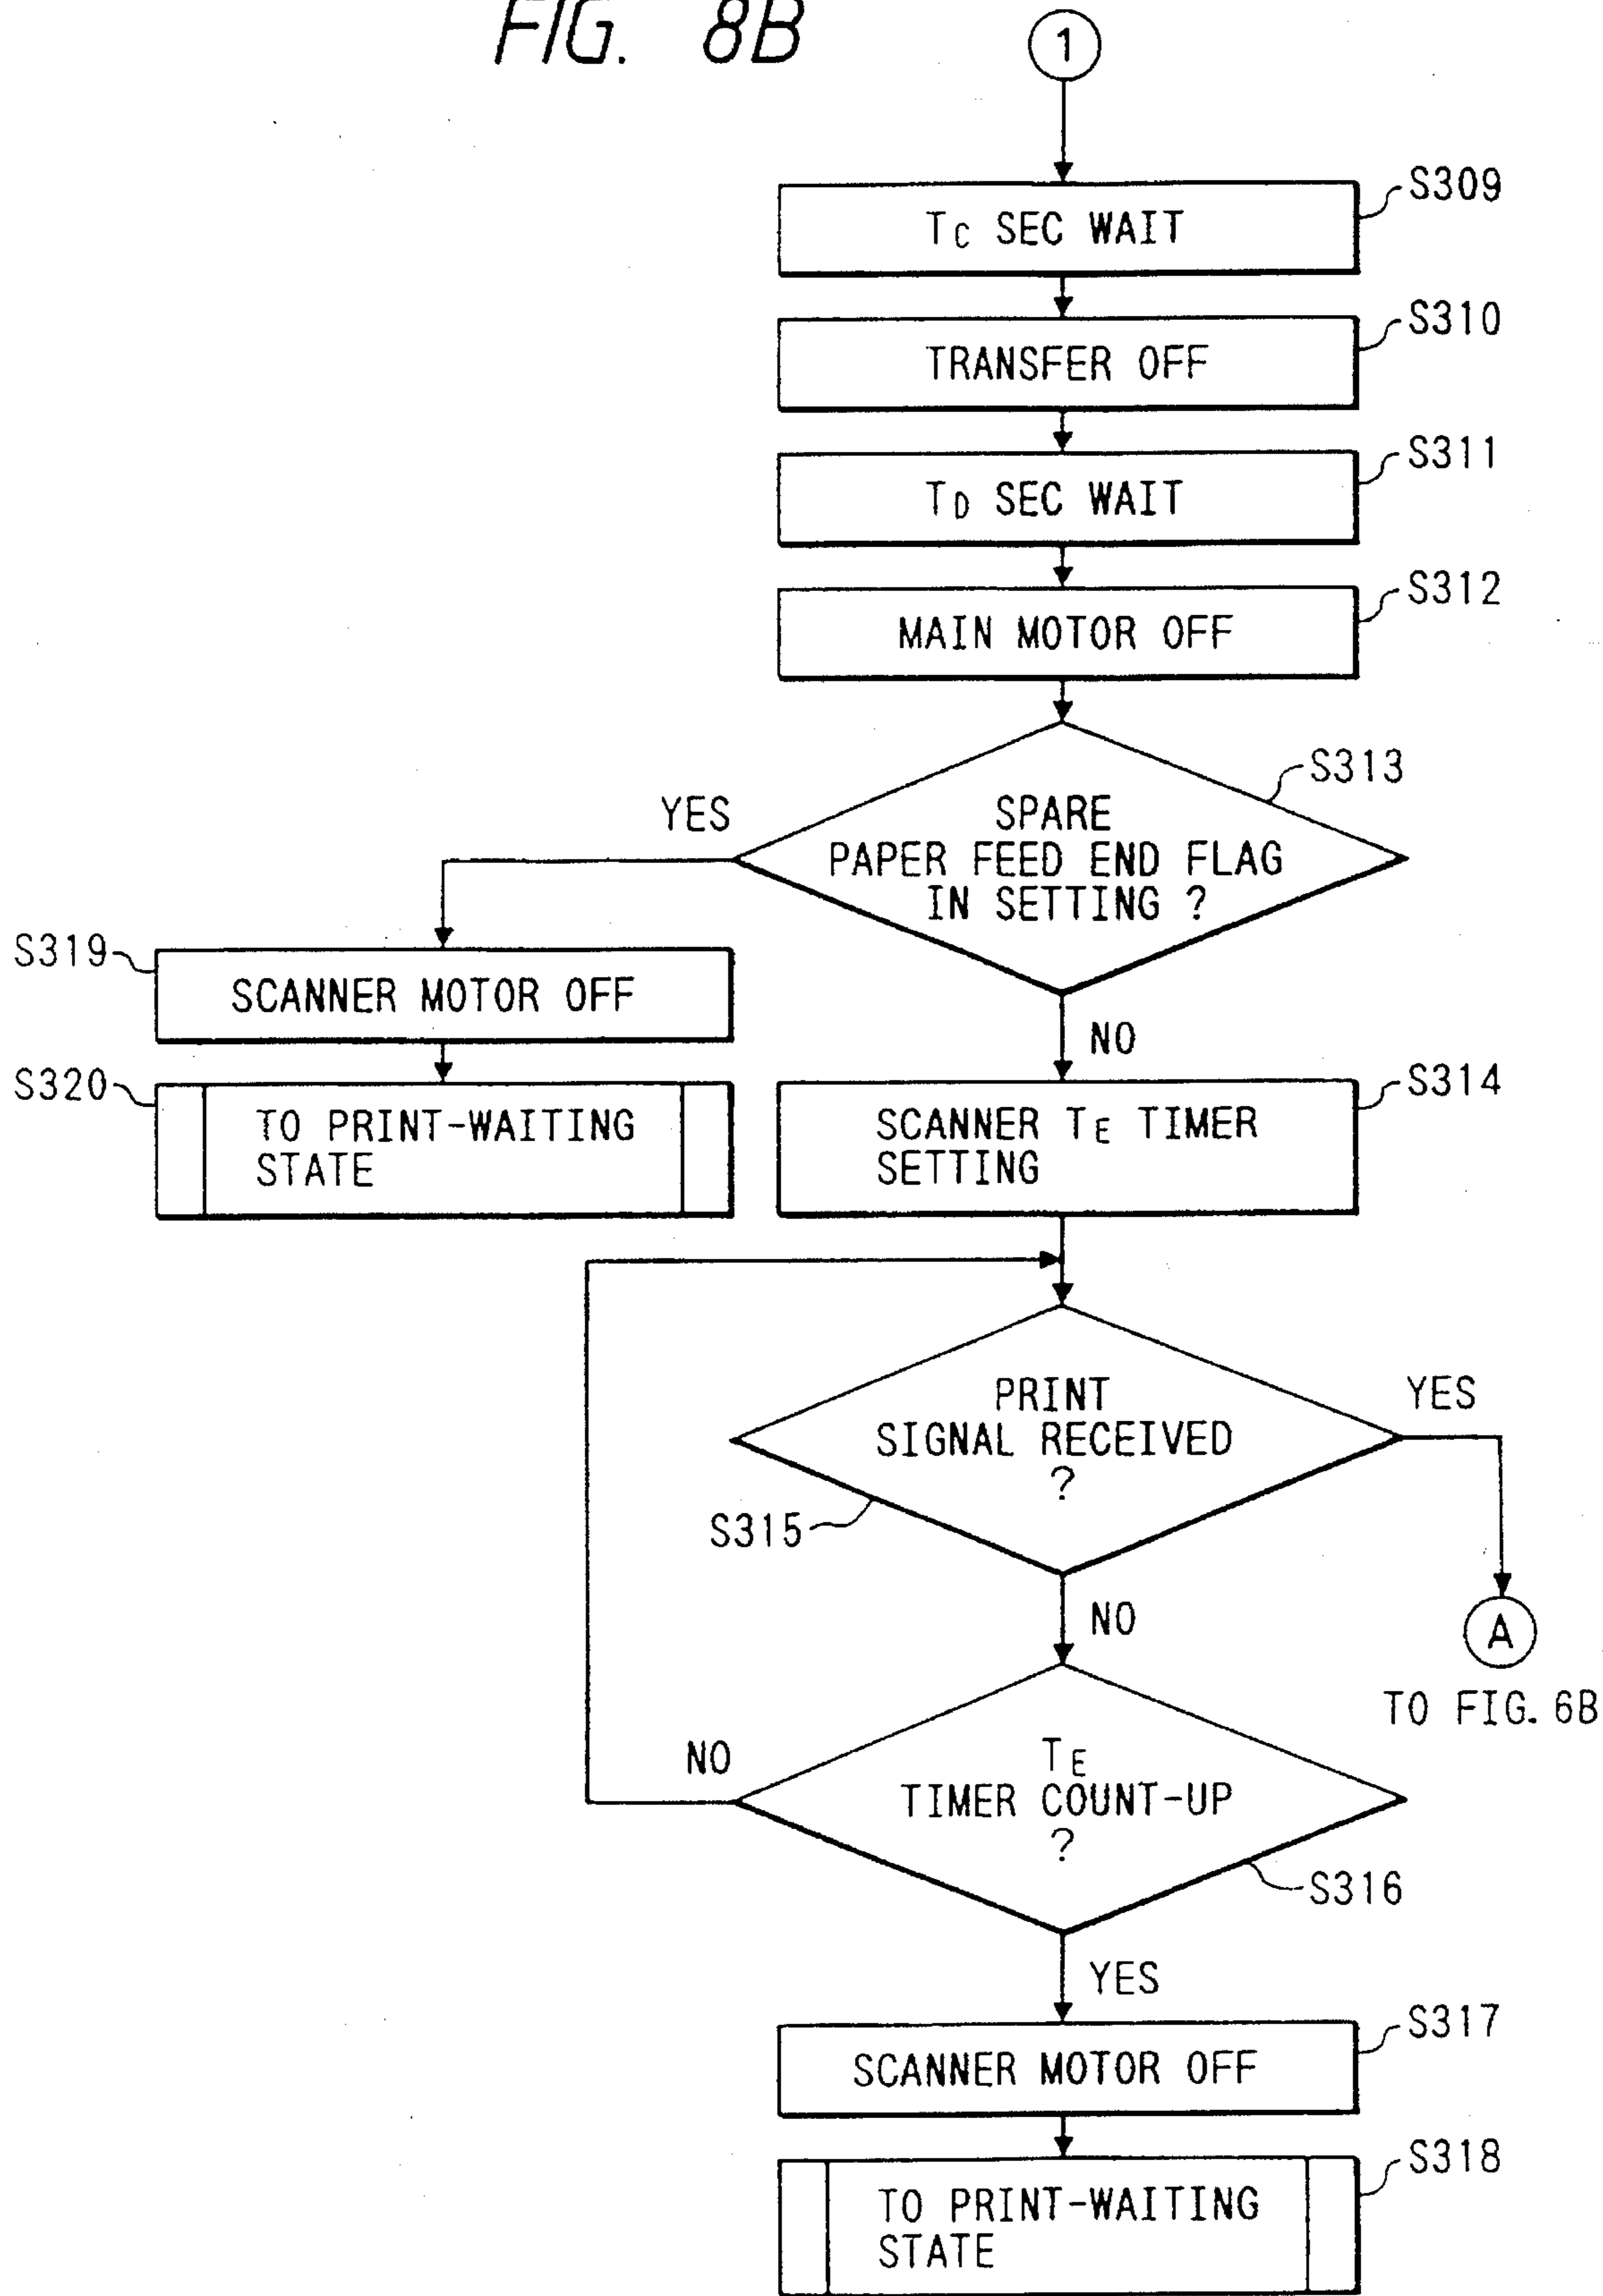 FIG. 8B
1
S309
TC SEC WAIT
S310
TRANSFER OFF
S311
TD SEC WAIT
S312
MAIN MOTOR OFF
S313
YES
SPARE
PAPER FEED END FLAG
IN SETTING ?
S319
SCANNER MOTOR OFF
NO
S320
TO PRINT-WAITING
STATE
S314
SCANNER TE TIMER
SETTING
PRINT
SIGNAL RECEIVED
?
YES
S315
NO
A
TO FIG. 6B
NO
TE
TIMER COUNT-UP
?
S316
YES
S317
SCANNER MOTOR OFF
S318
TO PRINT-WAITING
STATE